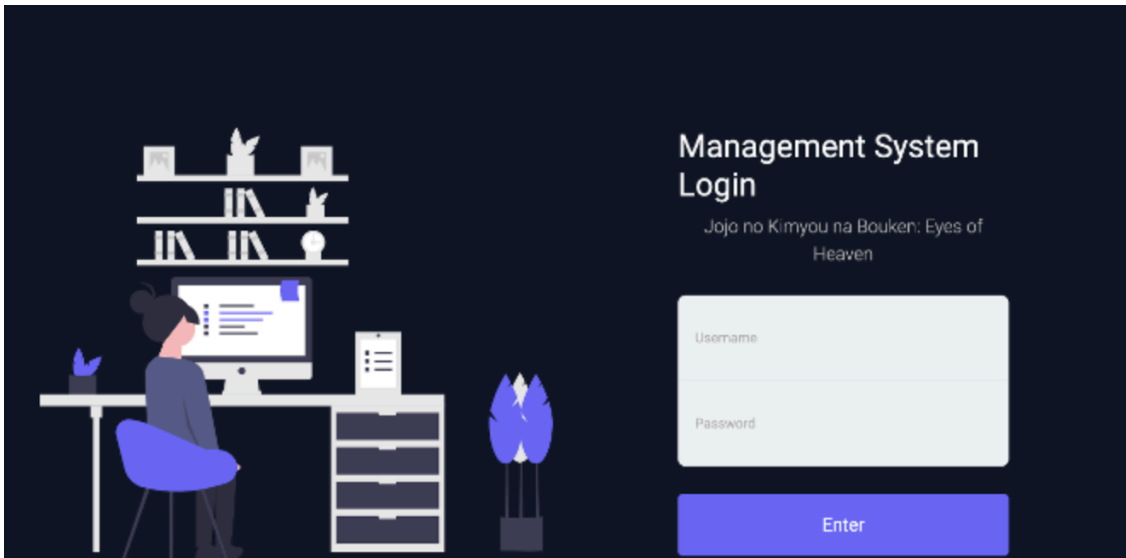 Management System
Login
Jojo no Kimyou na Bouken: Eyes of
Heaven
Username
Password
Enter